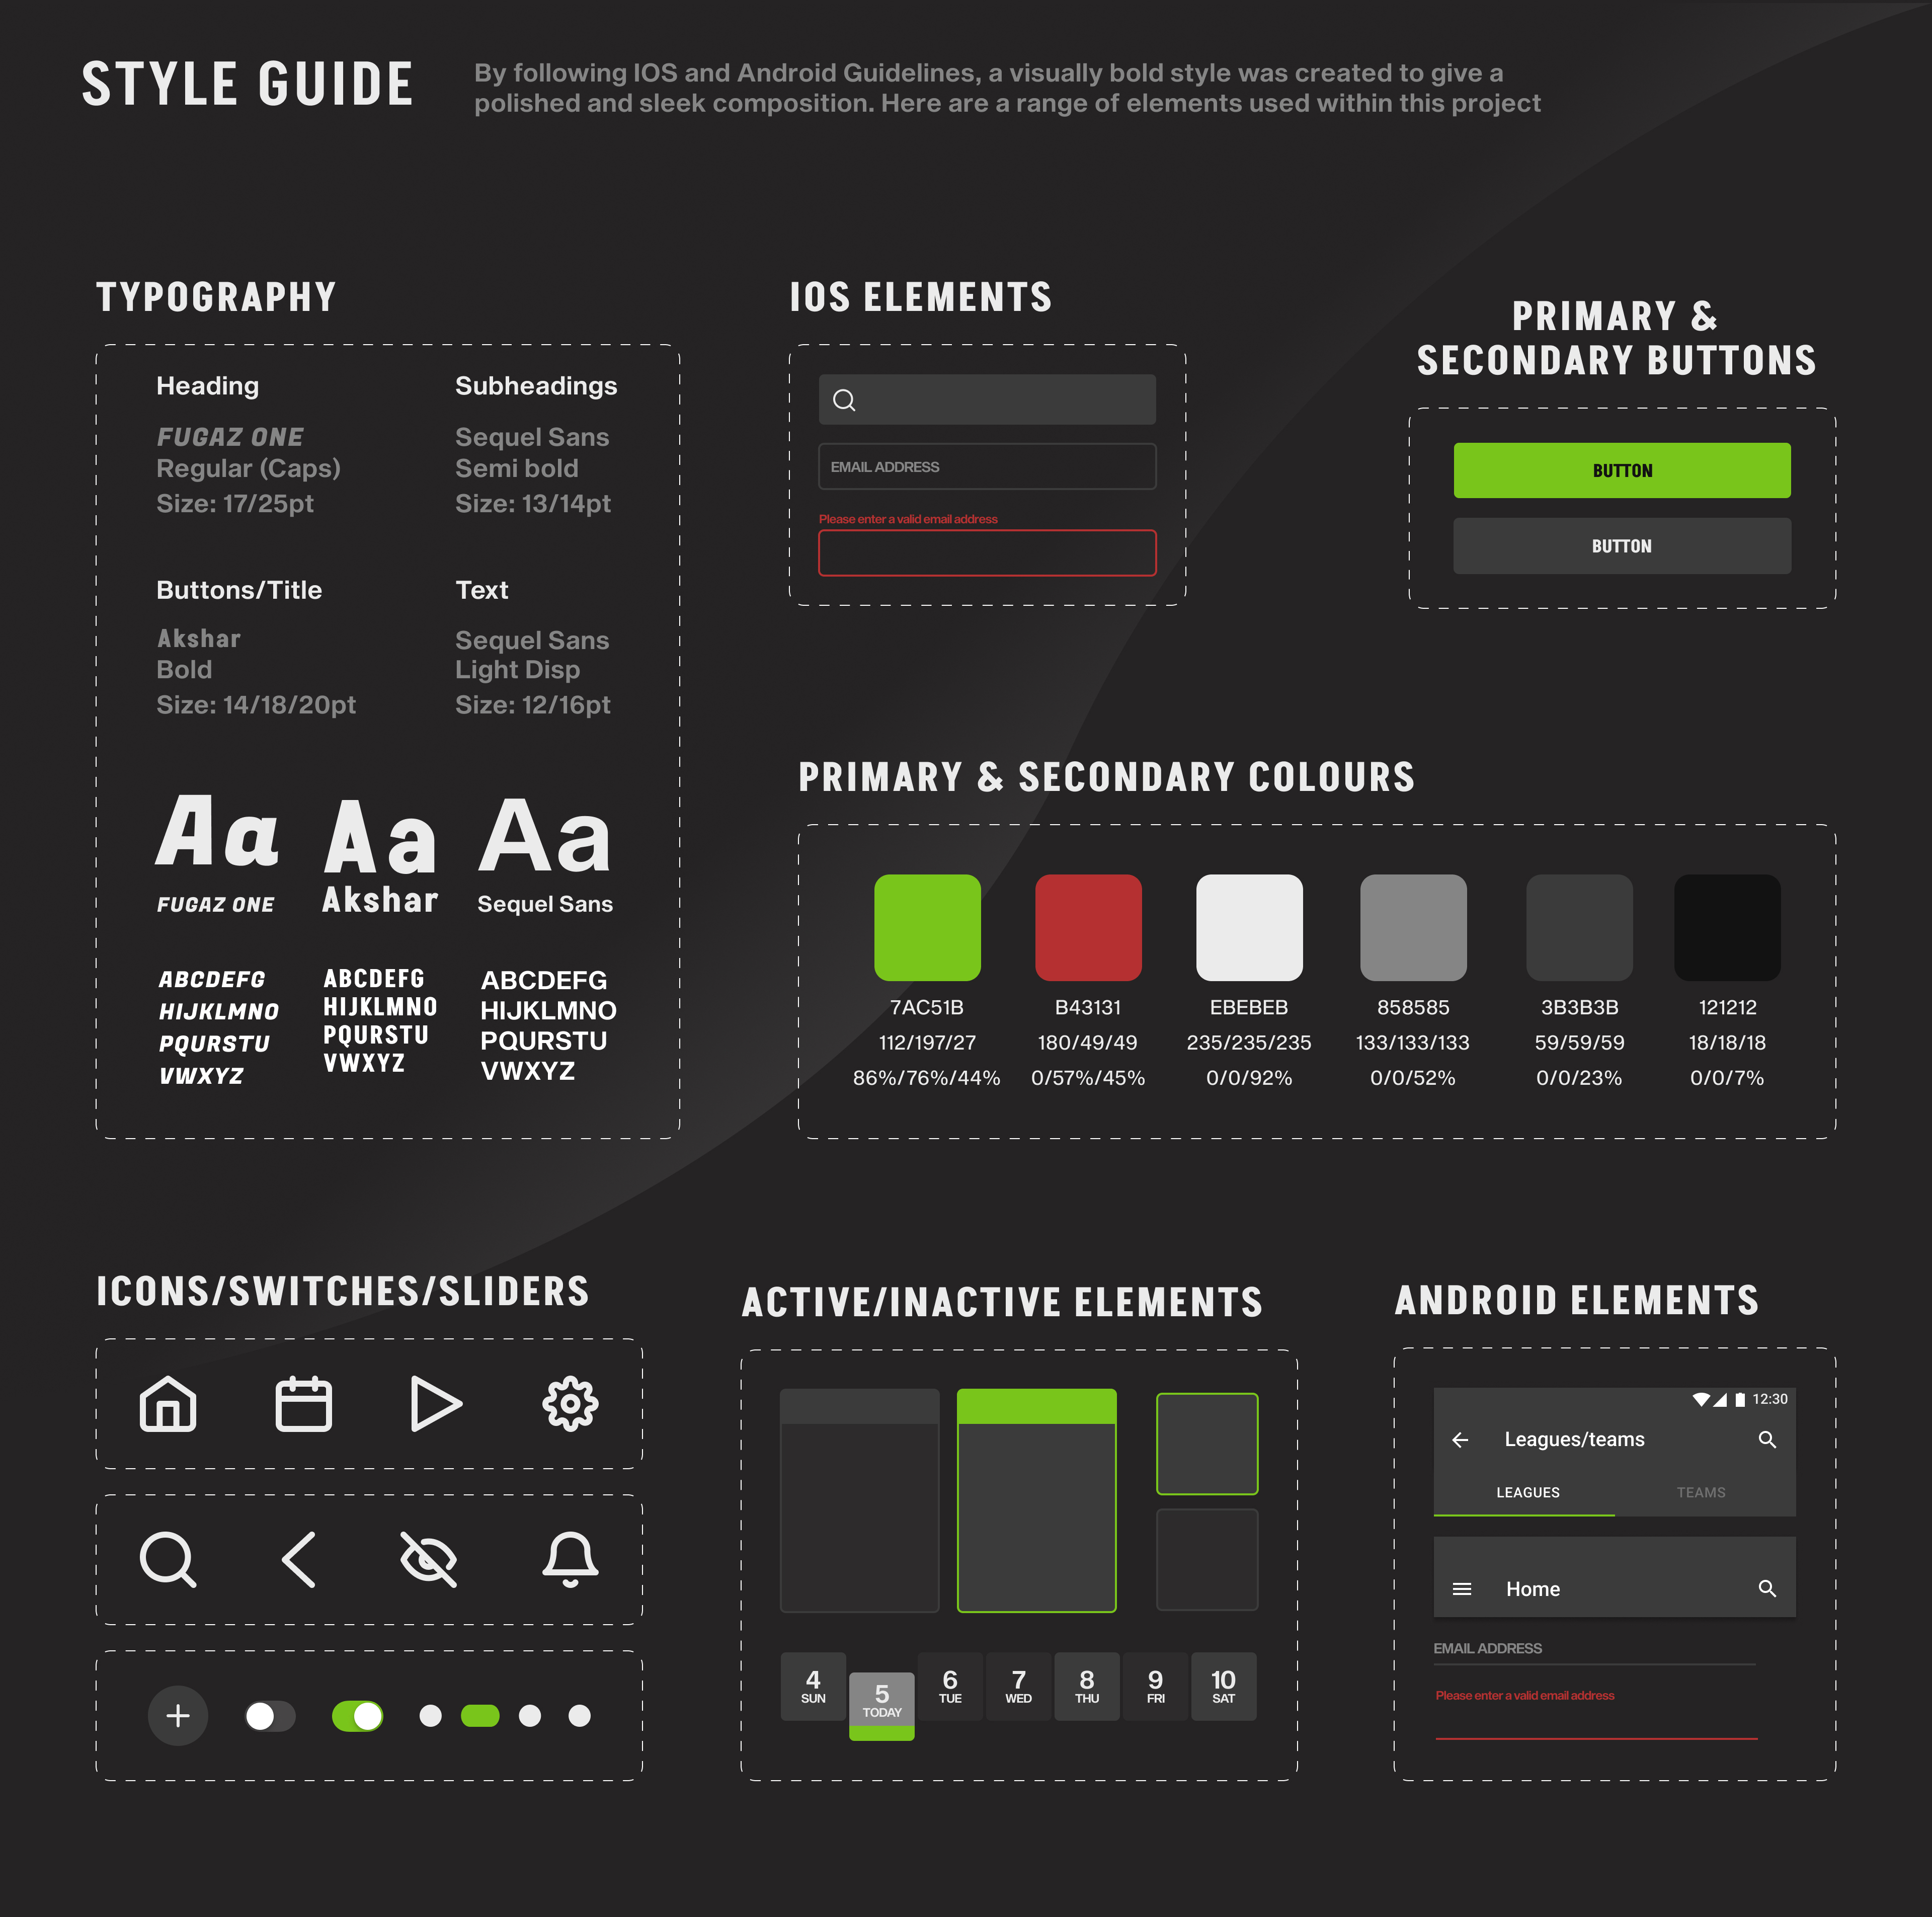 STYLE GUIDE
By following IOS and Android Guidelines, a visually bold style was created to give a
polished and sleek composition. Here are a range of elements used within this project
TYPOGRAPHY
Heading
FUGAZ ONE
Regular (Caps)
Size: 17/25pt
Subheadings
Sequel Sans
Semi bold
Size: 13/14pt
Buttons/Title
Akshar
Bold
Size: 14/18/20pt
Text
Sequel Sans
Light Disp
Size: 12/16pt
Aa
FUGAZ ONE
Aa
Akshar
Aa
Sequel Sans
ABCDEFG
HIJKLMNO
PQURSTU
VWXYZ
ABCDEFG
HIJKLMNO
PQURSTU
VWXYZ
ABCDEFG
HIJKLMNO
PQURSTU
VWXYZ
IOS ELEMENTS
EMAIL ADDRESS
Please enter a valid email address
PRIMARY &
SECONDARY BUTTONS
BUTTON
BUTTON
PRIMARY & SECONDARY COLOURS
7AC51B
112/197/27
86%/76%/44%
B43131
180/49/49
0/57%/45%
EBEBEB
235/235/235
0/0/92%
858585
133/133/133
0/0/52%
3B3B3B
59/59/59
0/0/23%
121212
18/18/18
0/0/7%
ICONS/SWITCHES/SLIDERS
ACTIVE/INACTIVE ELEMENTS
4
SUN
5
TODAY
6
TUE
7
WED
8
THU
9
FRI
10
SAT
ANDROID ELEMENTS
12:30
Leagues/teams
LEAGUES
TEAMS
Home
EMAIL ADDRESS
Please enter a valid email address